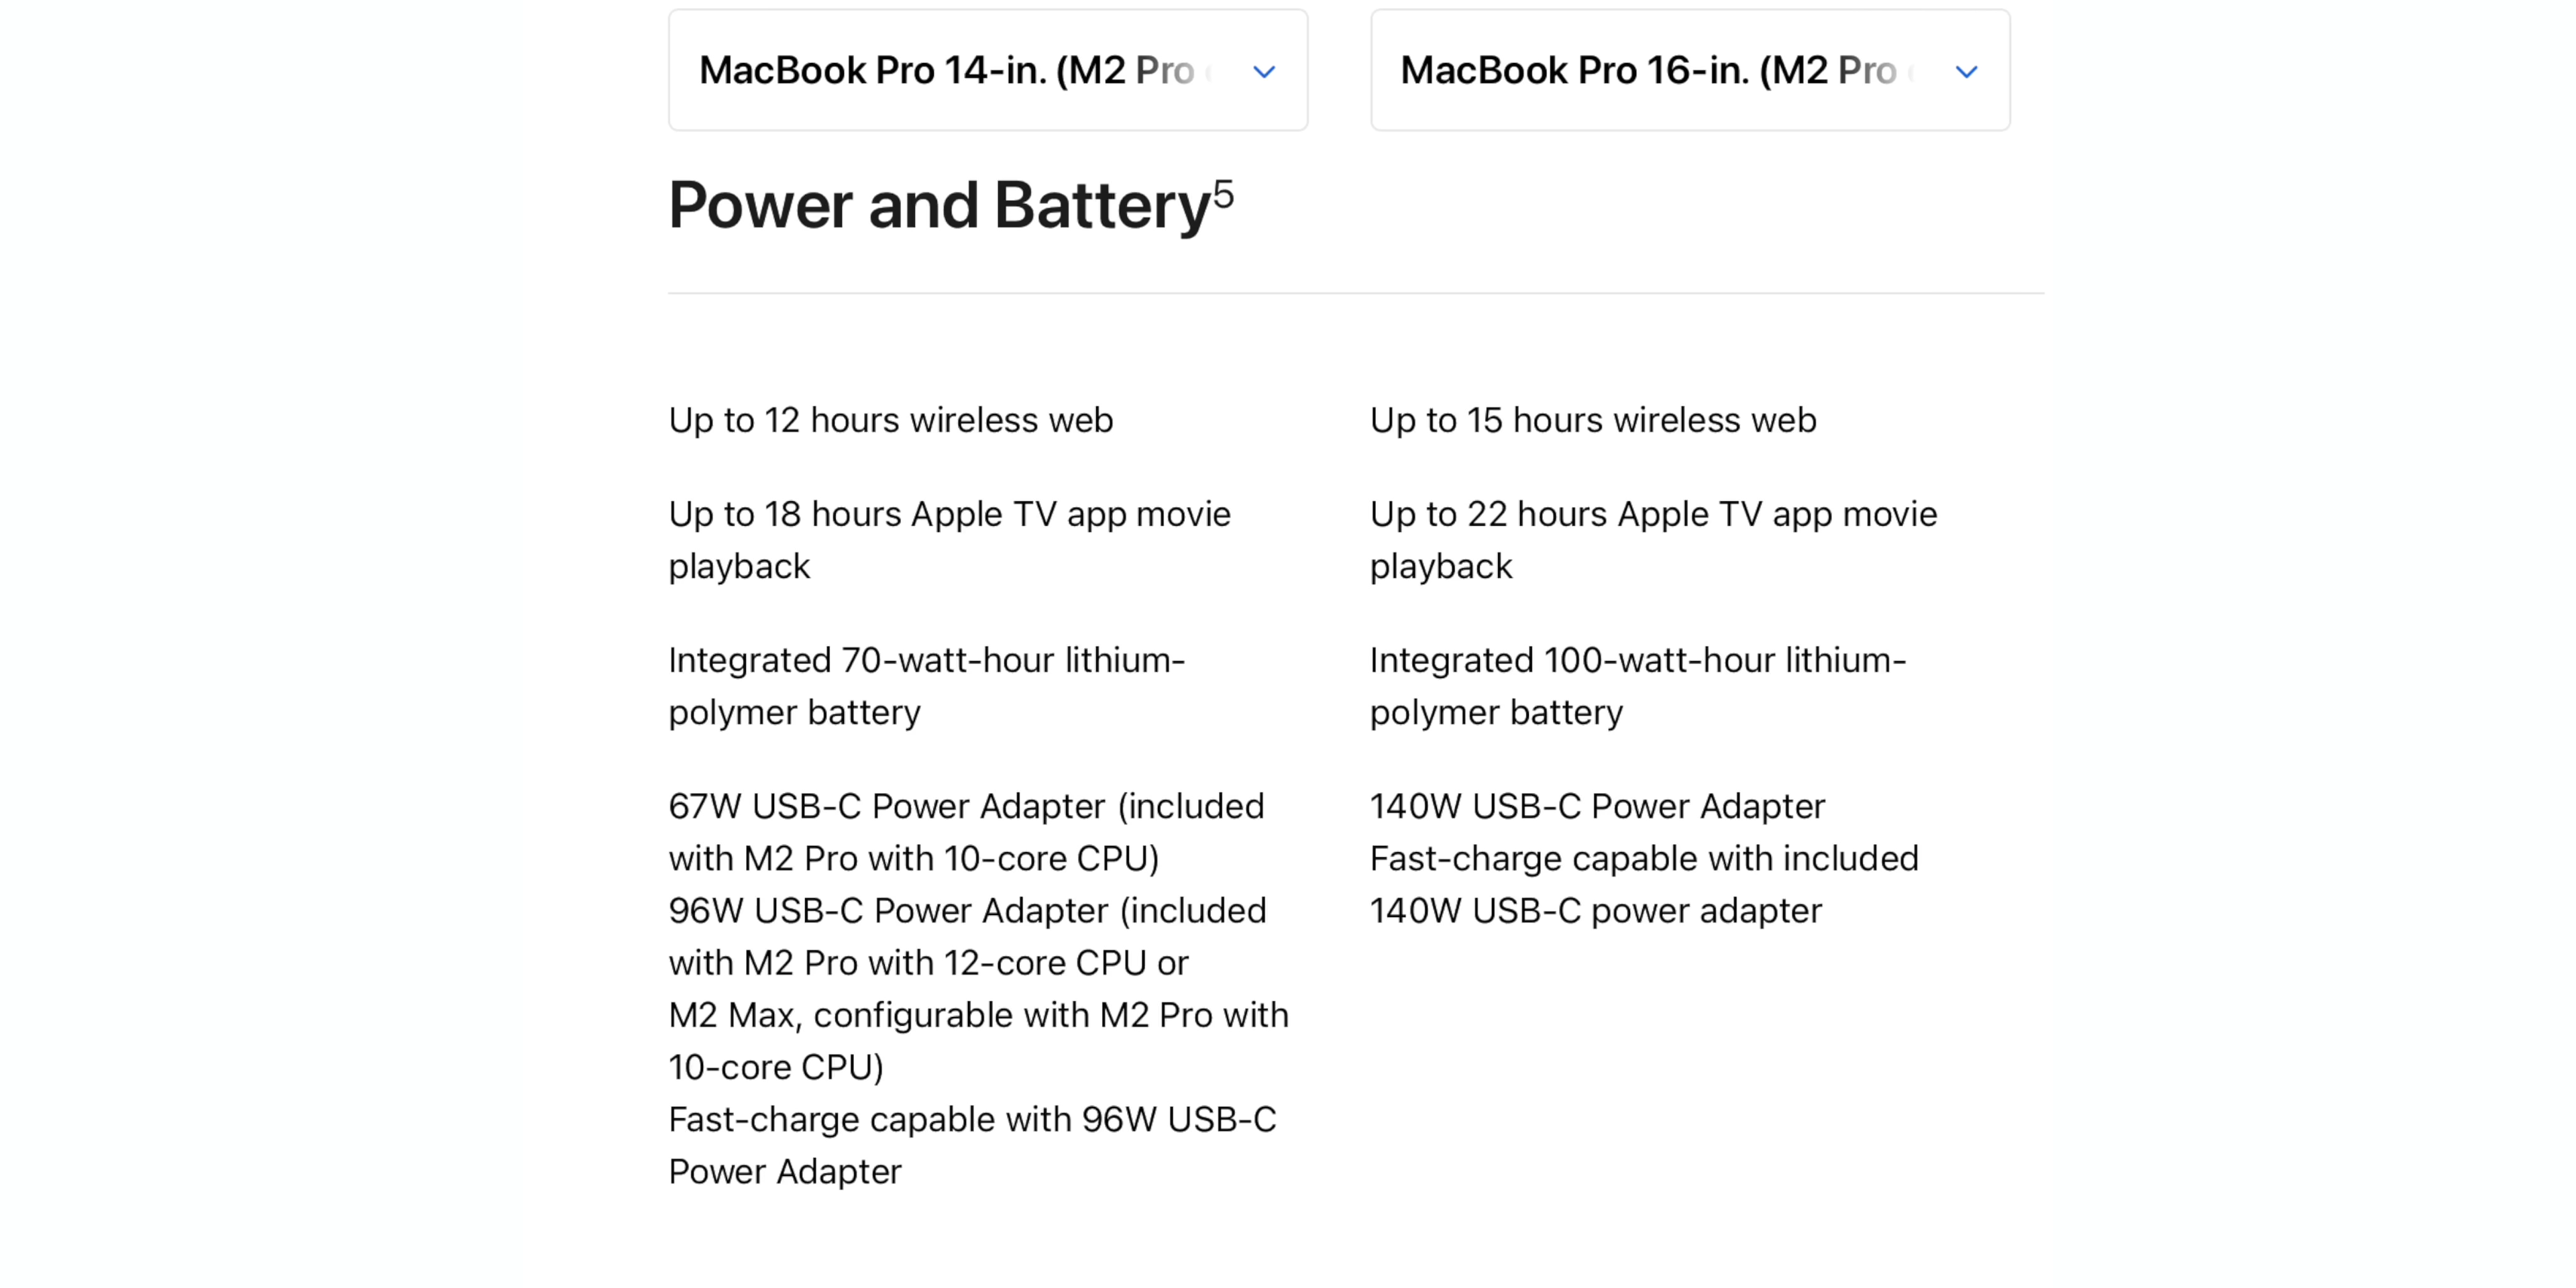 MacBook Pro 14-in. (M2 Pro
MacBook Pro 16-in. (M2 Pro
Power and Battery5
Up to 12 hours wireless web
Up to 18 hours Apple TV app movie
playback
Integrated 70-watt-hour lithium-
polymer battery
67W USB-C Power Adapter (included
with M2 Pro with 10-core CPU)
96W USB-C Power Adapter (included
with M2 Pro with 12-core CPU or
M2 Max, configurable with M2 Pro with
10-core CPU)
Fast-charge capable with 96W USB-C
Power Adapter
Up to 15 hours wireless web
Up to 22 hours Apple TV app movie
playback
Integrated 100-watt-hour lithium-
polymer battery
140W USB-C Power Adapter
Fast-charge capable with included
140W USB-C power adapter